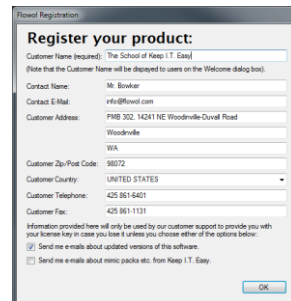 Flowol Registration
Register your product:
Customer Name (required): The School of Keep I.T. Easy
(Note that the Customer Name will be dispayed to users on the Welcome dialog box).
Contact Name: Mr. Bowker
Contact E-Mail: info@flowol.com
Customer Address: PMB 302, 14241 NE Woodinville-Duvall Road
Woodinville
WA
Customer Zip/Post Code: 98072
Customer Country: UNITED STATES
Customer Telephone: 425 861-6401
Customer Fax: 425 861-1131
Information provided here will only be used by our customer support to provide you with
your license key in case you lose it unless you choose either of the options below:
Send me e-mails about updated versions of this software.
Send me e-mails about mimic packs etc. from Keep I.T. Easy.
OK